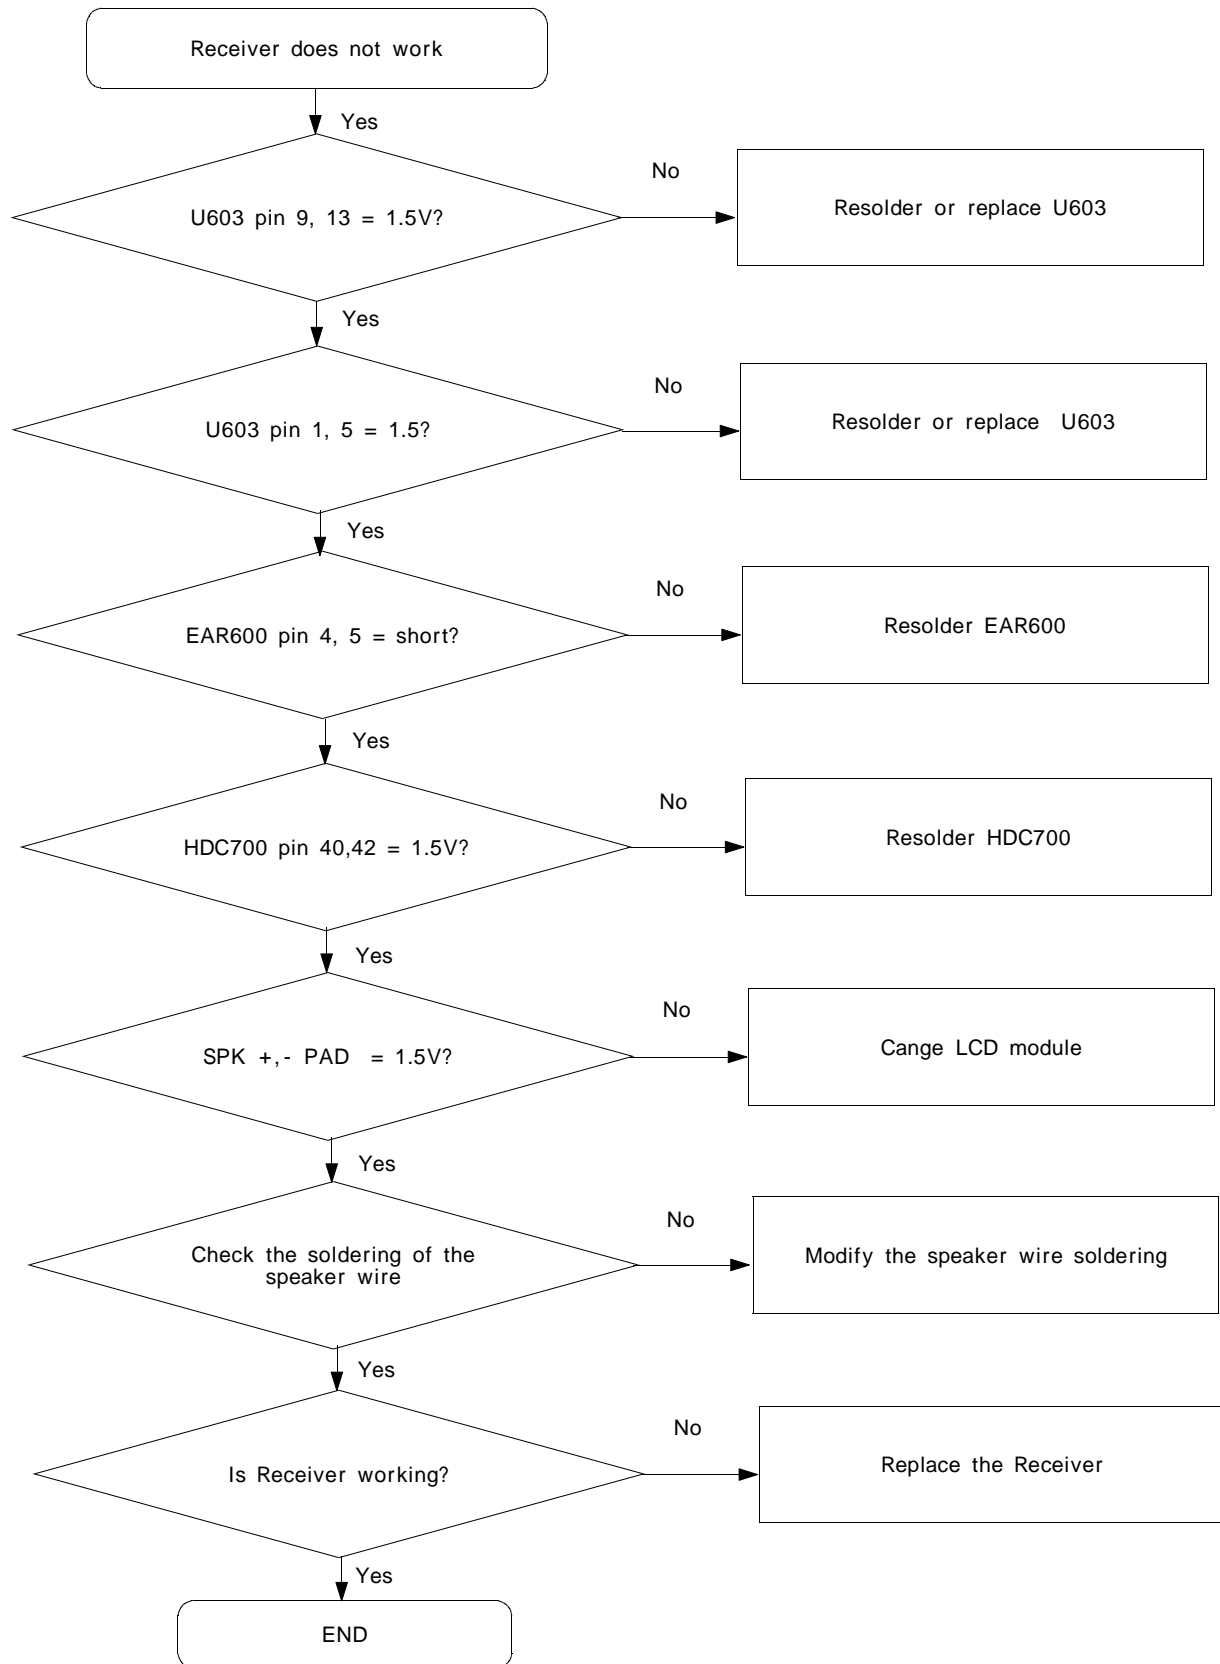 Receiver does not work
Yes
U603 pin 9, 13 = 1.5V?
No
Resolder or replace U603
Yes
U603 pin 1, 5 = 1.5?
No
Resolder or replace U603
Yes
EAR600 pin 4, 5 = short?
No
Resolder EAR600
Yes
HDC700 pin 40,42 = 1.5V?
No
Resolder HDC700
Yes
SPK +,- PAD = 1.5V?
No
Cange LCD module
Yes
Check the soldering of the
speaker wire
No
Modify the speaker wire soldering
Yes
Is Receiver working?
No
Replace the Receiver
Yes
END